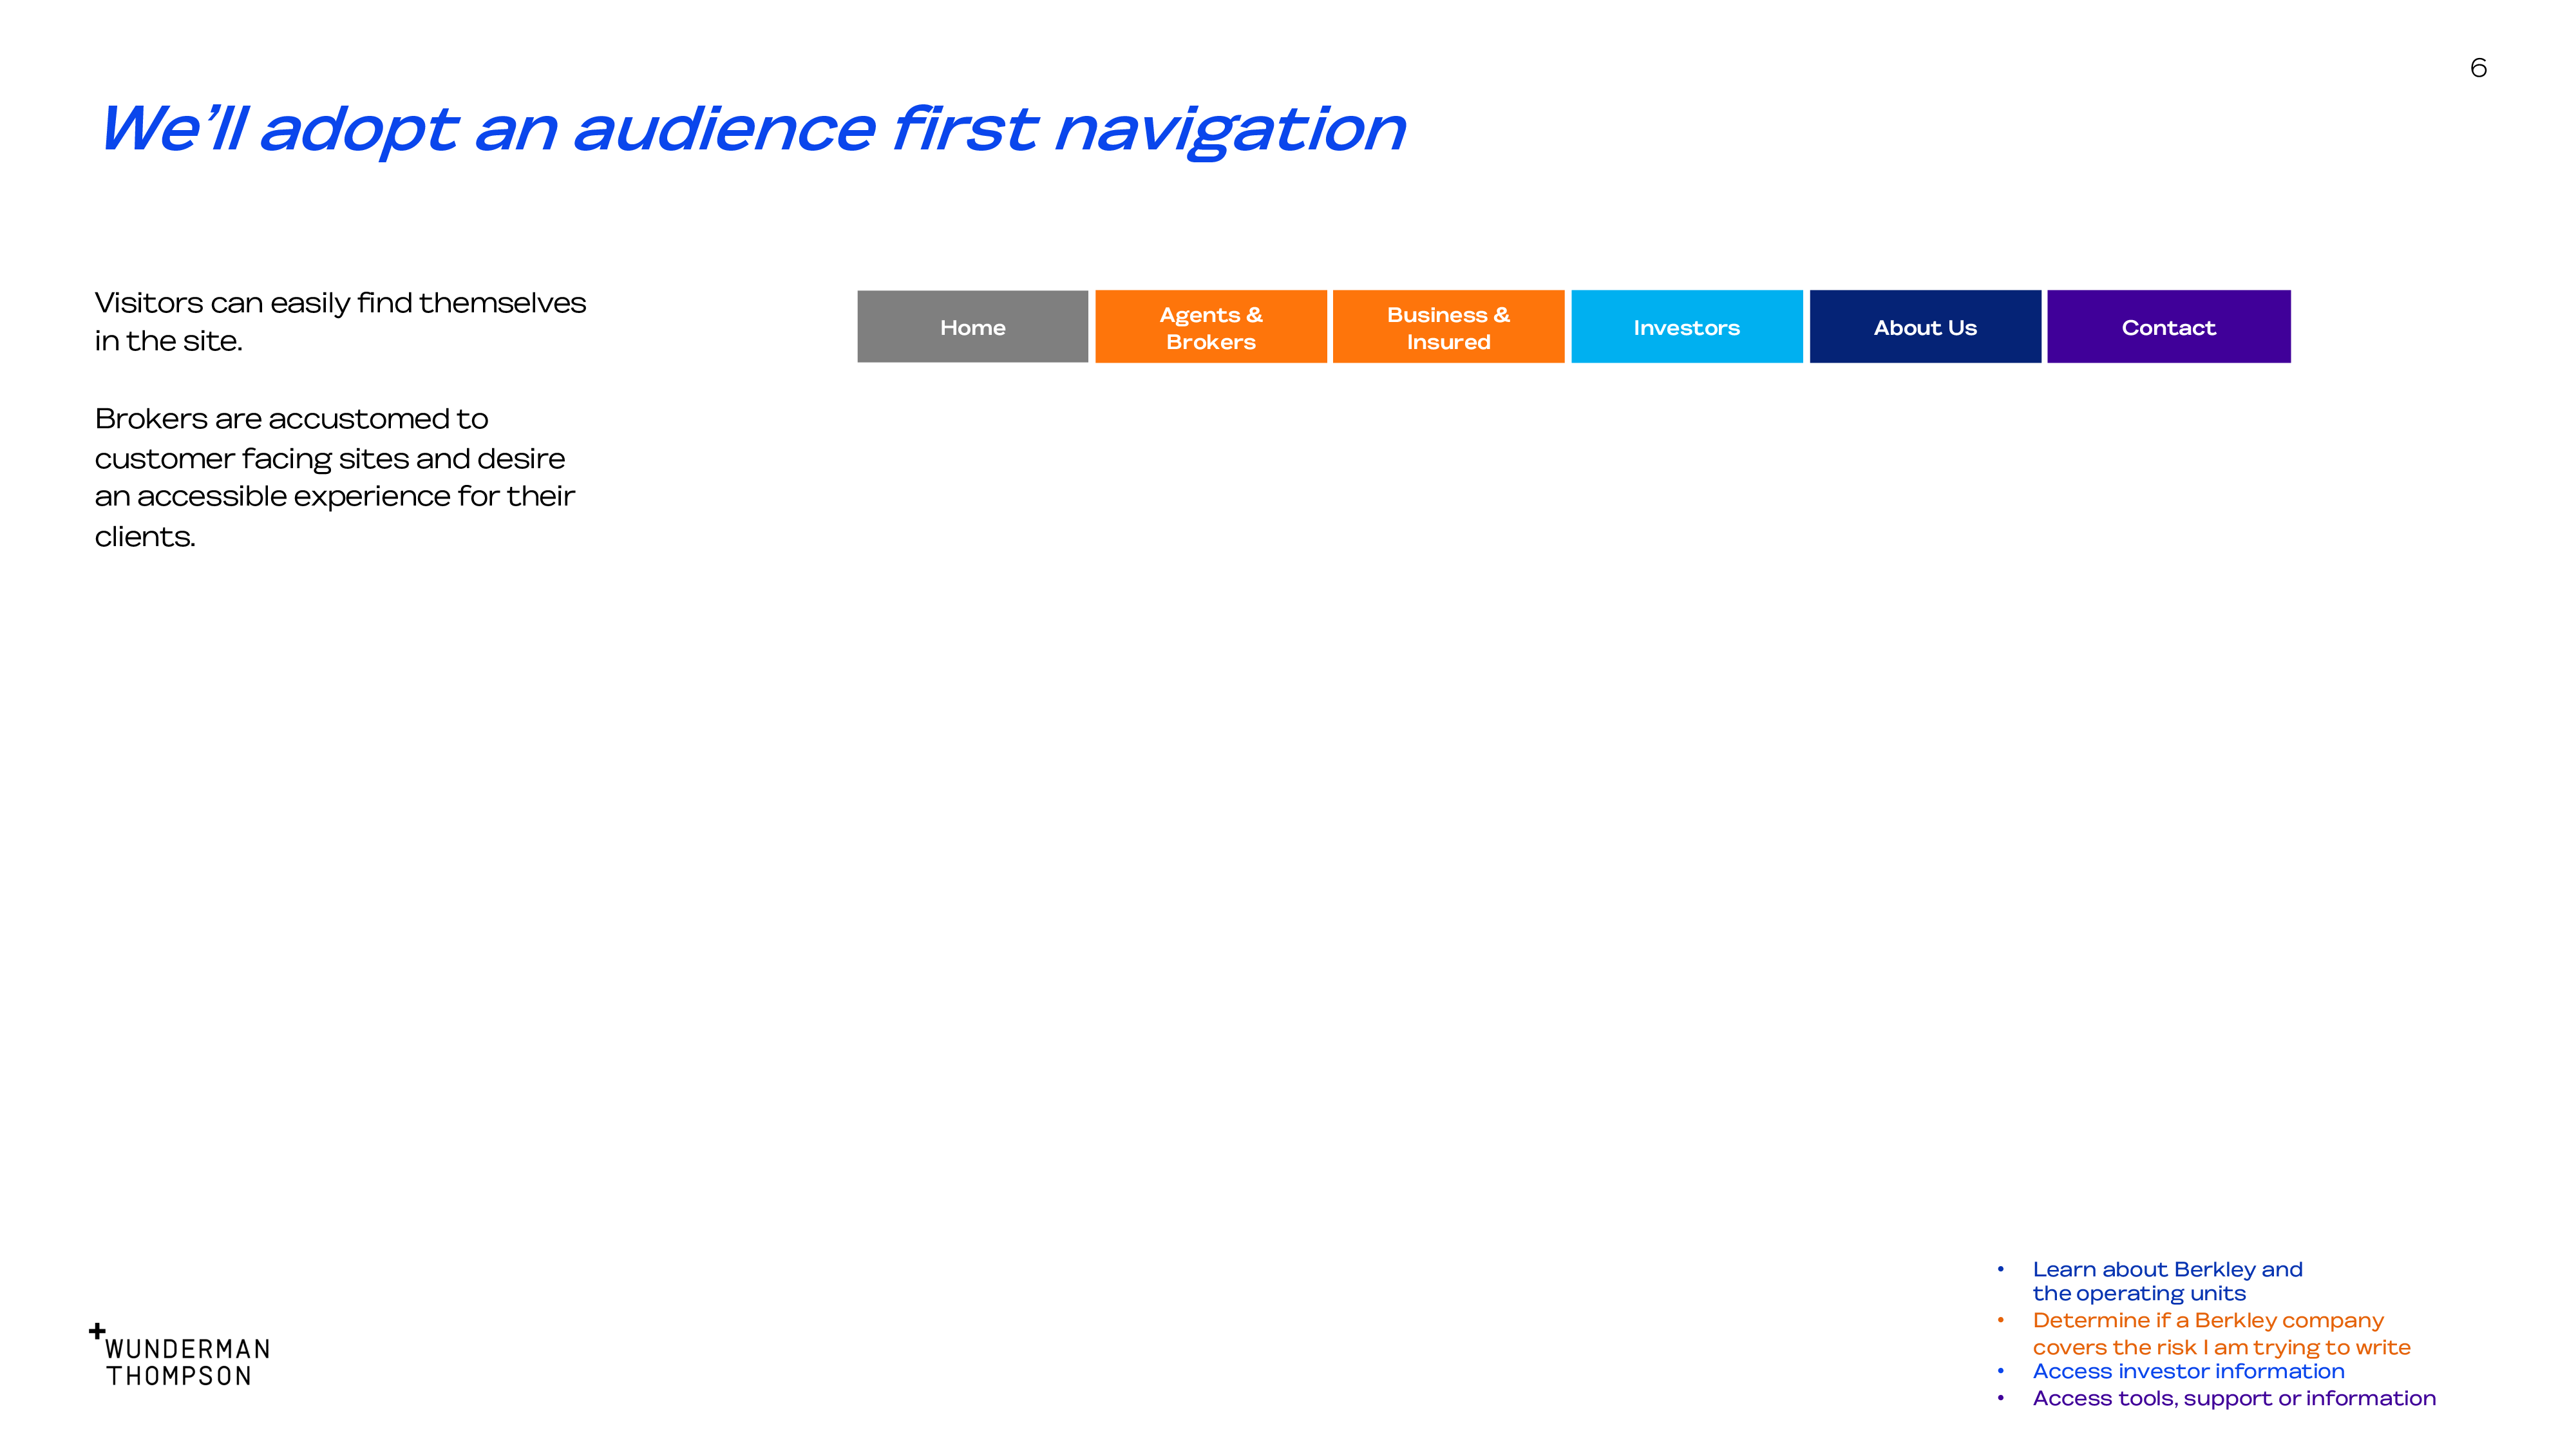 6
We’ll adopt an audience first navigation
Visitors can easily find themselves
in the site.
Brokers are accustomed to
customer facing sites and desire
an accessible experience for their
clients.
Home
Agents &
Brokers
Business &
Insured
Investors
About Us
Contact
• Learn about Berkley and
the operating units
• Determine if a Berkley company
covers the risk I am trying to write
• Access investor information
• Access tools, support or information
+WUNDERMAN
THOMPSON